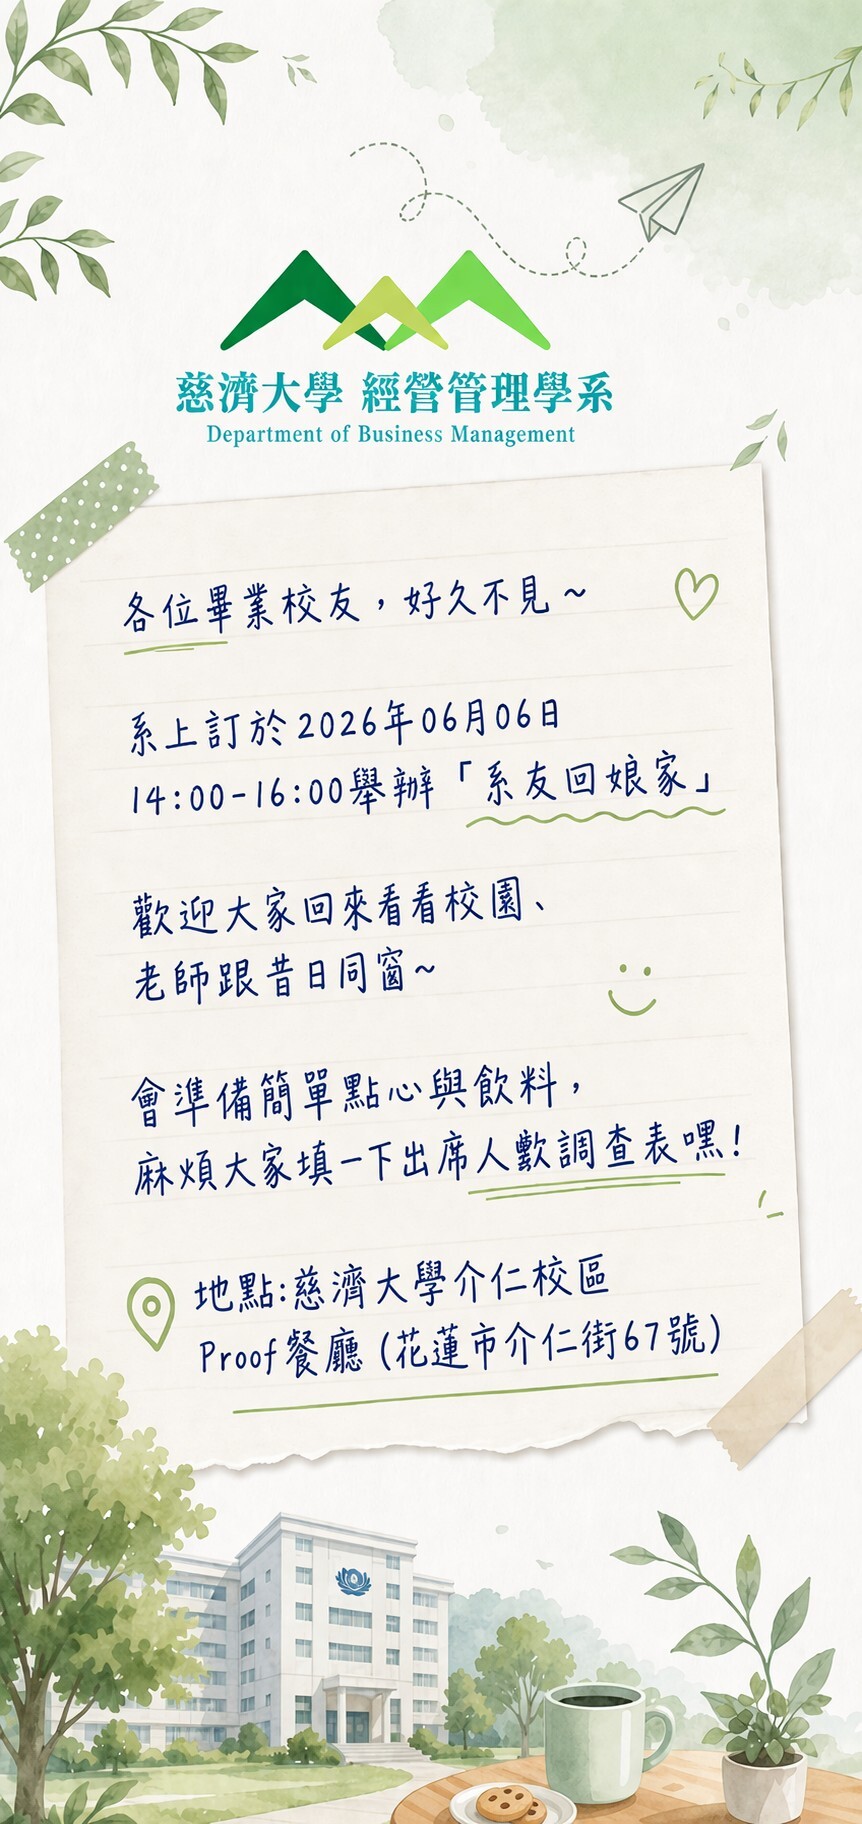 慈濟大學 經營管理學系
Department of Business Management
各位畢業校友，好久不見～
系上訂於2026年06月06日
14:00-16:00舉辦「系友回娘家」
歡迎大家回來看看校園、
老師跟昔日同窗~
會準備簡單點心與飲料，
麻煩大家填一下出席人數調查表嘿！
地點:慈濟大學介仁校區
Proof餐廳 (花蓮市介仁街67號)